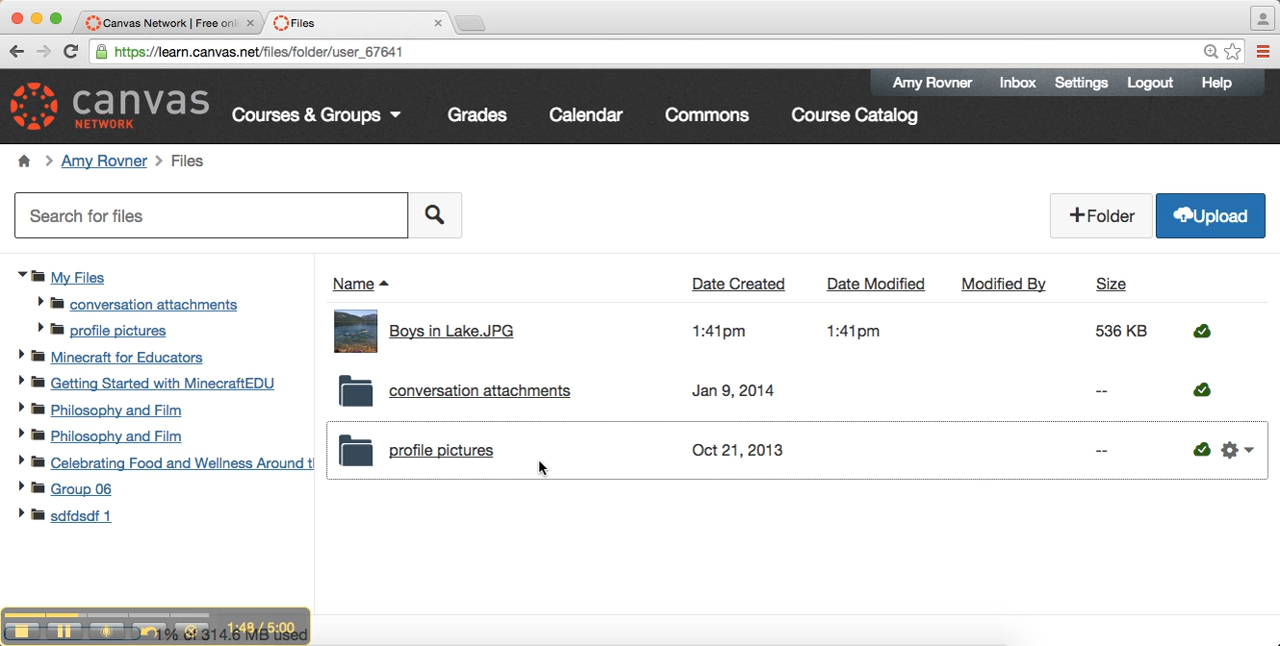 Canvas Network | Free onli
Files
https://learn.canvas.net/files/folder/user_67641
Amy Rovner Inbox Settings Logout Help
canvas
NETWORK
Courses & Groups Grades Calendar Commons Course Catalog
Amy Rovner > Files
Search for files
+Folder
Upload
My Files
conversation attachments
profile pictures
Minecraft for Educators
Getting Started with MinecraftEDU
Philosophy and Film
Philosophy and Film
Celebrating Food and Wellness Around t
Group 06
sdfdsdf 1
Name Date Created Date Modified Modified By Size
Boys in Lake.JPG 1:41pm 1:41pm 536 KB
conversation attachments Jan 9, 2014 --
profile pictures Oct 21, 2013 --
1:48 / 5:00
1% of 314.6 MB used